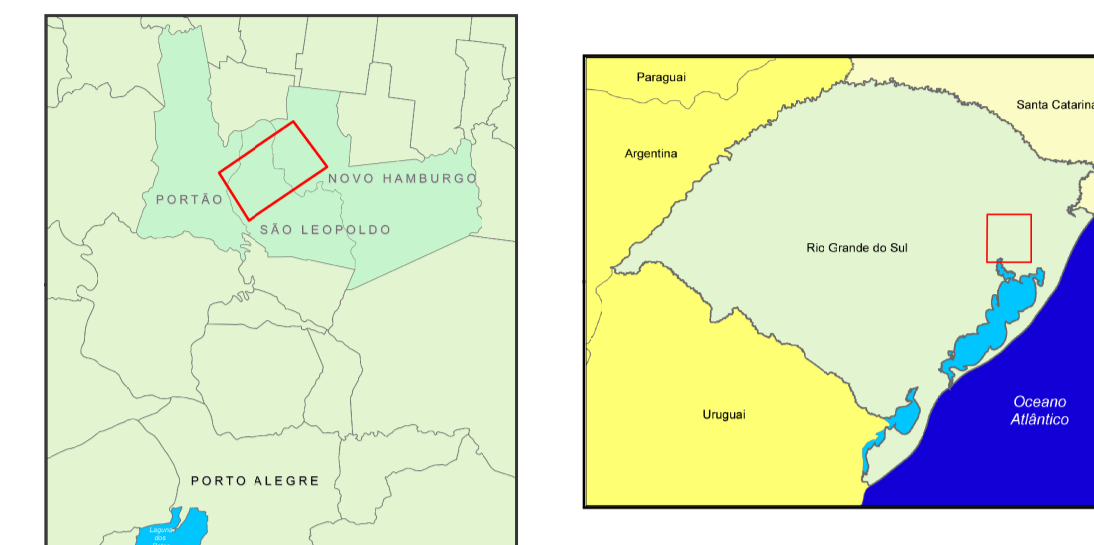 NOVO HAMBURGO
PORTÃO
SÃO LEOPOLDO
PORTO ALEGRE
Laguna
dos
Paraguai
Santa Catarina
Argentina
Rio Grande do Sul
Uruguai
Oceano
Atlântico